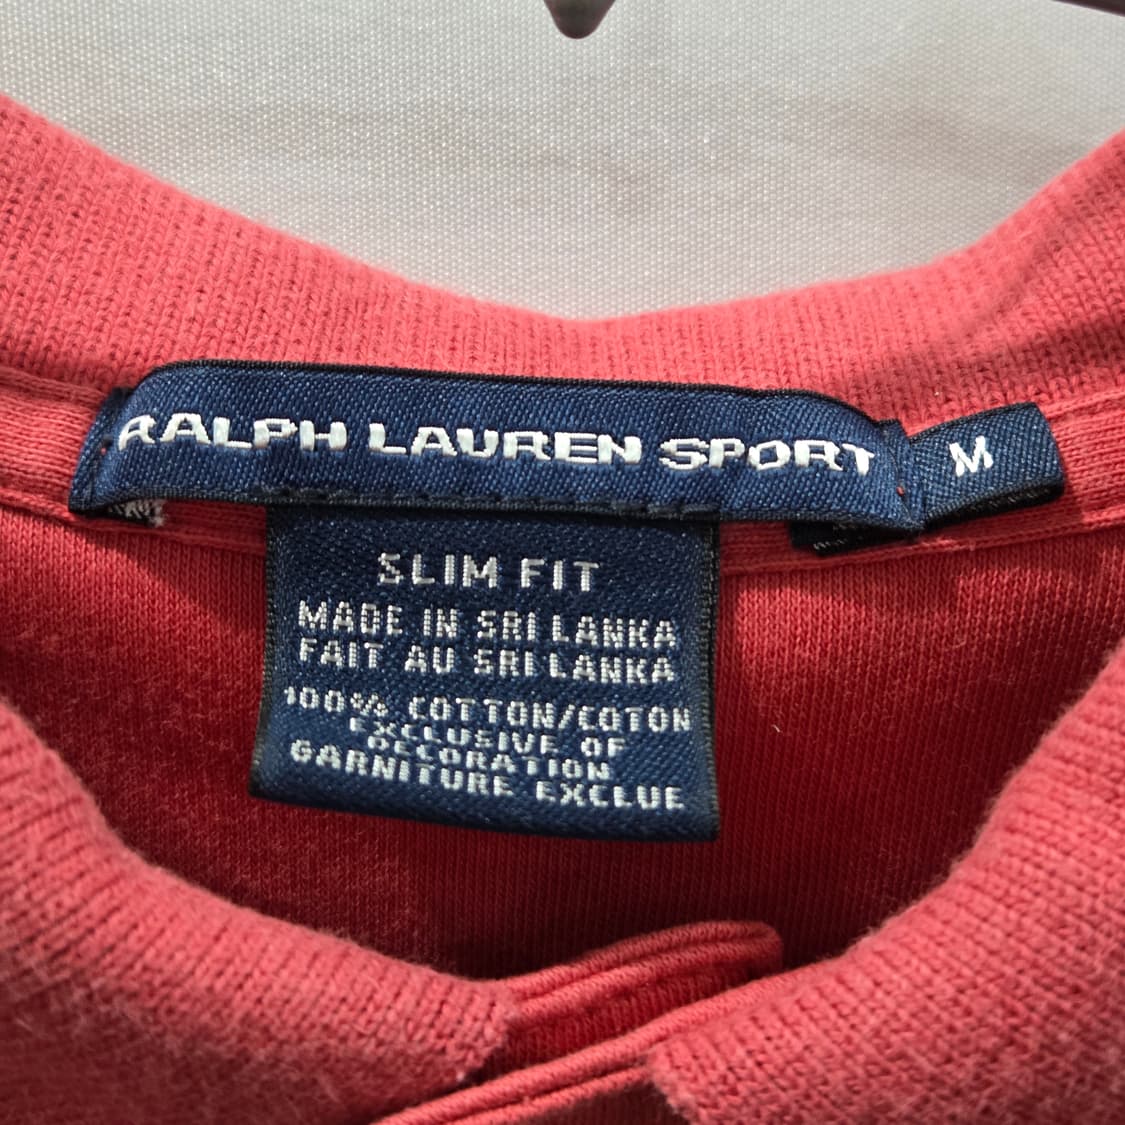 RALPH LAUREN SPORT
M
SLIM FIT
MADE IN SRI LANKA
FAIT AU SRI LANKA
100% COTTON/COTON
EXCLUSIVE OF
DECORATION
GARNITURE EXCLUE